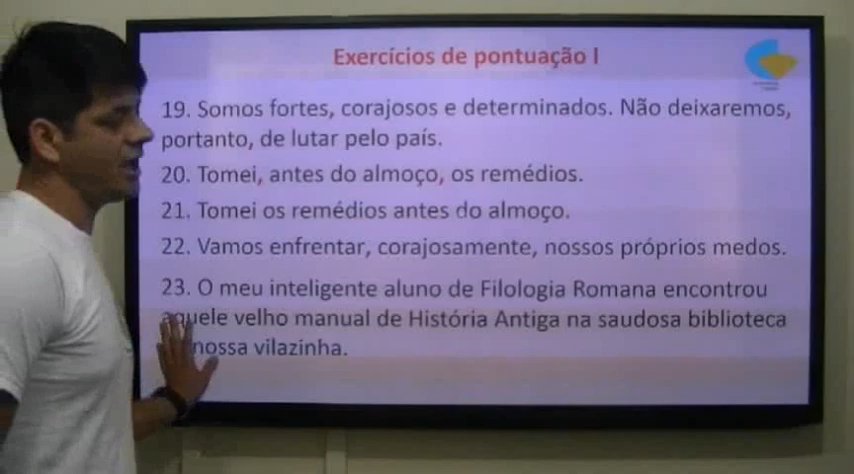 Exercícios de pontuação I
19. Somos fortes, corajosos e determinados. Não deixaremos,
portanto, de lutar pelo país.
20. Tomei, antes do almoço, os remédios.
21. Tomei os remédios antes do almoço.
22. Vamos enfrentar, corajosamente, nossos próprios medos.
23. O meu inteligente aluno de Filologia Romana encontrou
aquele velho manual de História Antiga na saudosa biblioteca
nossa vilazinha.